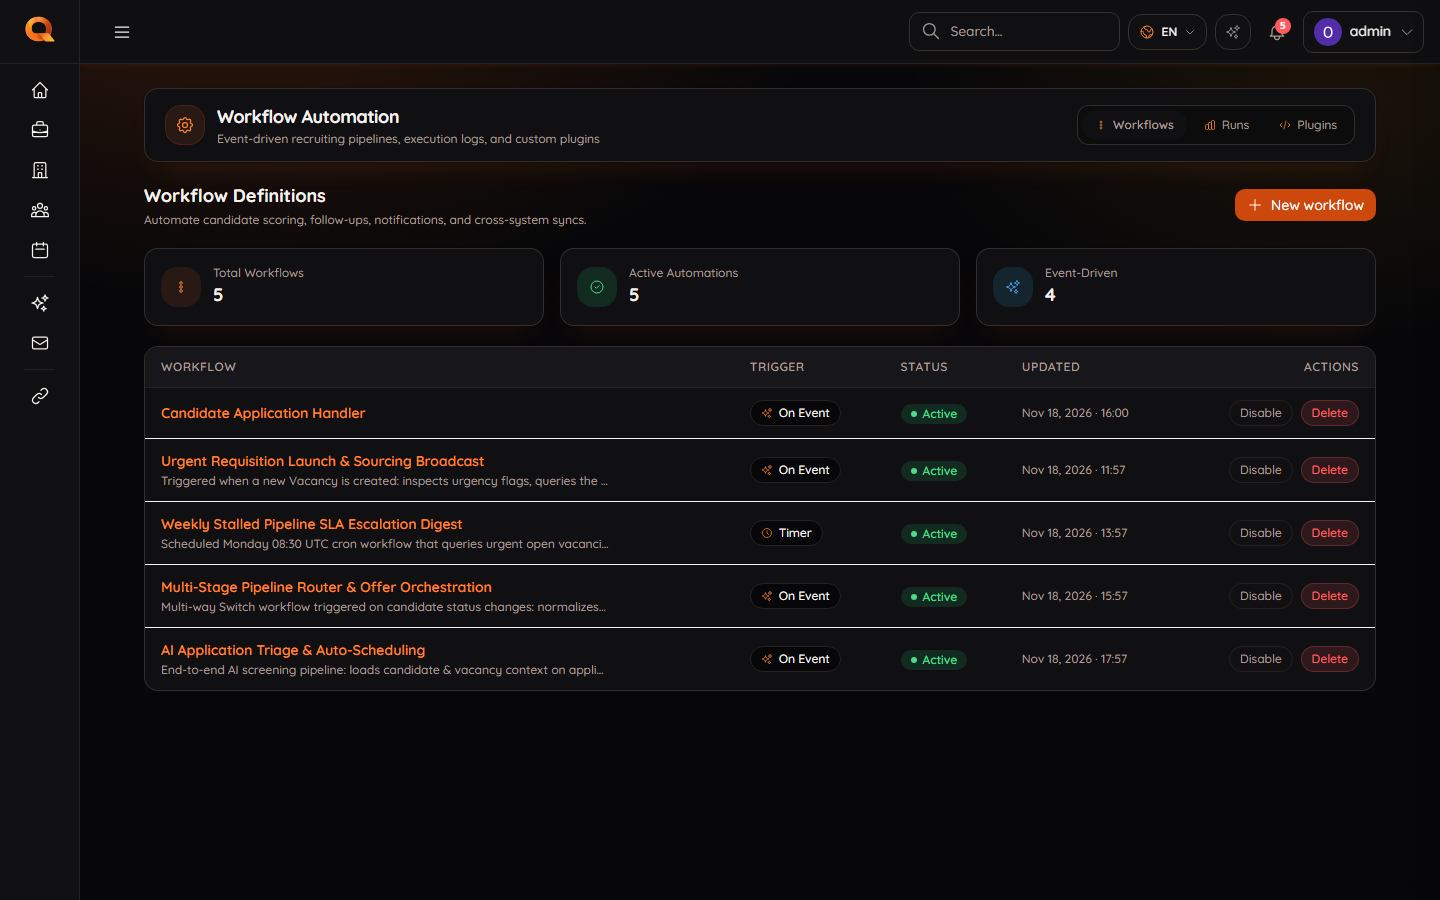 Search...
EN
5
O
admin
Workflow Automation
Event-driven recruiting pipelines, execution logs, and custom plugins
Workflows
Runs
Plugins
Workflow Definitions
Automate candidate scoring, follow-ups, notifications, and cross-system syncs.
New workflow
Total Workflows
5
Active Automations
5
Event-Driven
4
WORKFLOW TRIGGER STATUS UPDATED ACTIONS
Candidate Application Handler On Event Active Nov 18, 2026 · 16:00 Disable Delete
Urgent Requisition Launch & Sourcing Broadcast
Triggered when a new Vacancy is created: inspects urgency flags, queries the ...
On Event Active Nov 18, 2026 · 11:57 Disable Delete
Weekly Stalled Pipeline SLA Escalation Digest
Scheduled Monday 08:30 UTC cron workflow that queries urgent open vacanci...
Timer Active Nov 18, 2026 · 13:57 Disable Delete
Multi-Stage Pipeline Router & Offer Orchestration
Multi-way Switch workflow triggered on candidate status changes: normalizes...
On Event Active Nov 18, 2026 · 15:57 Disable Delete
AI Application Triage & Auto-Scheduling
End-to-end AI screening pipeline: loads candidate & vacancy context on appli...
On Event Active Nov 18, 2026 · 17:57 Disable Delete